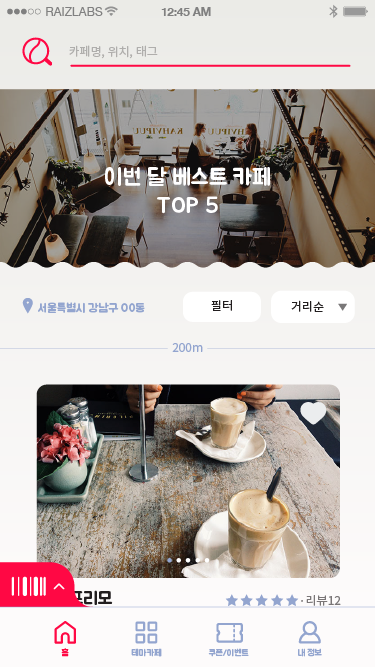 RAIZLABS
12:45 AM
카페명, 위치, 태그
이번 달 베스트 카페
TOP 5
서울특별시 강남구 00동
필터
거리순
200m
프리모
·리뷰12
홈
테마카페
쿠폰/이벤트
내 정보